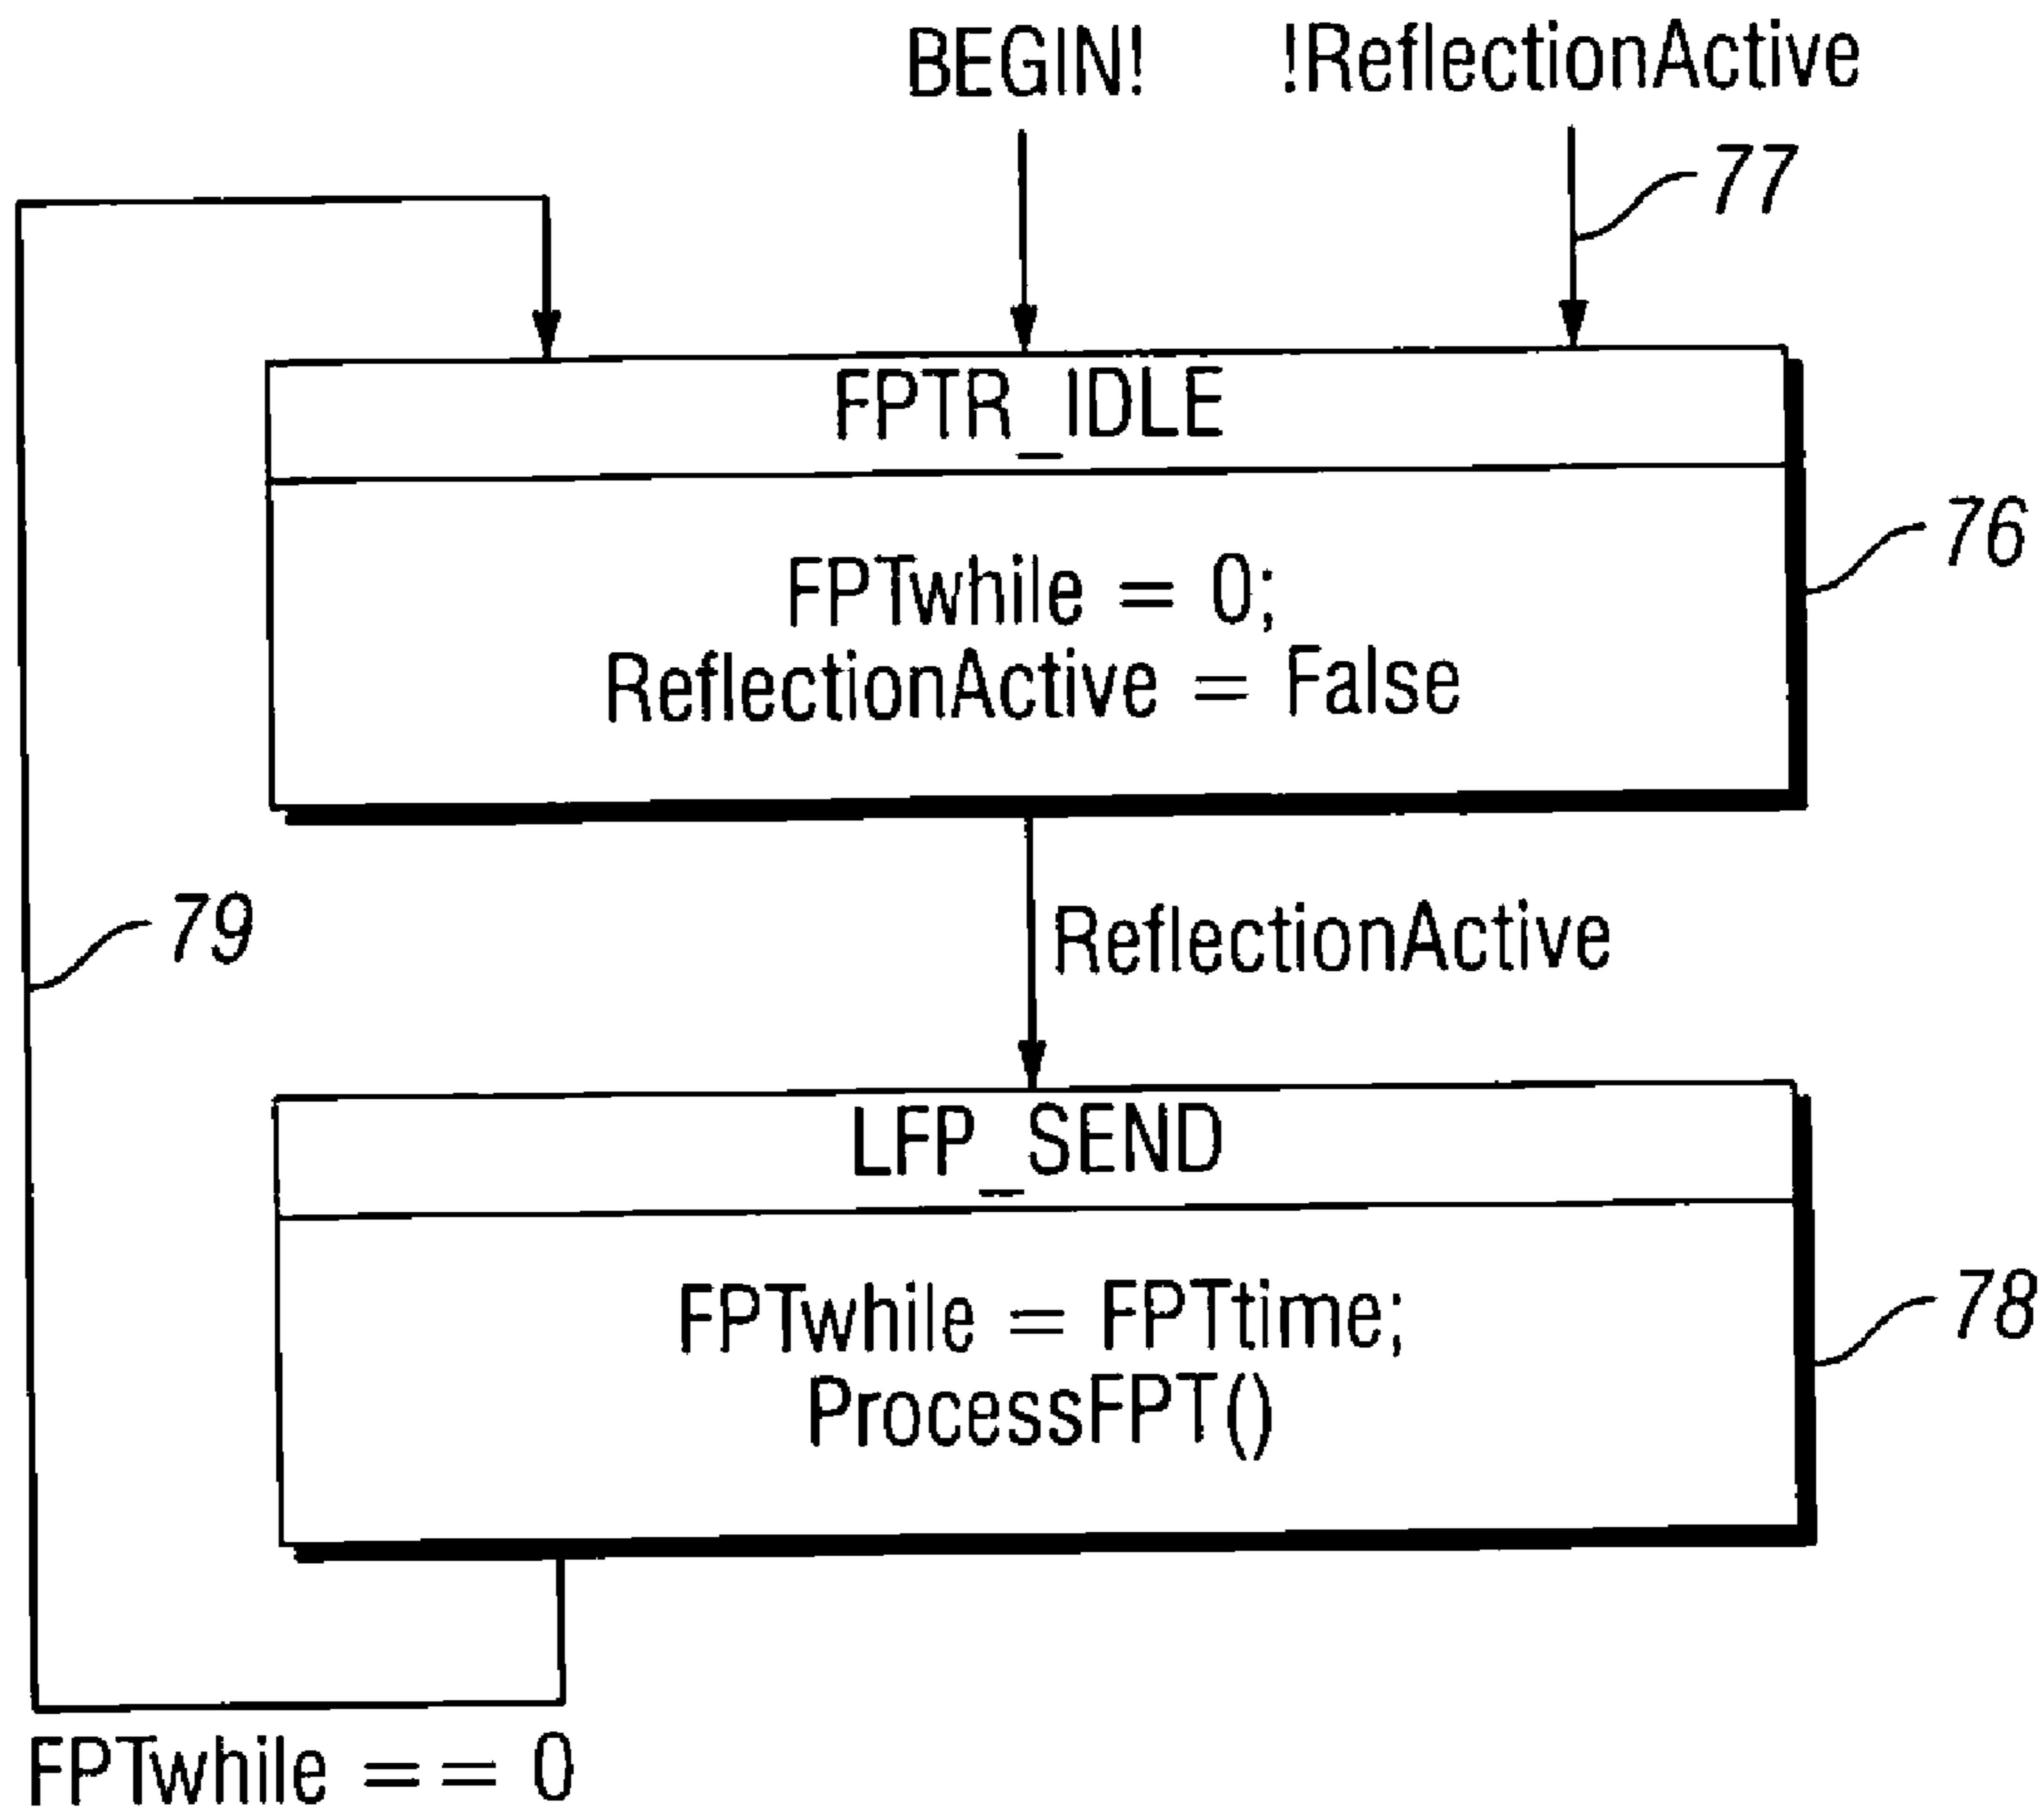 BEGIN! !ReflectionActive
77
FPTR_IDLE
76
FPTwhile = 0;
ReflectionActive = False
79
ReflectionActive
LFP_SEND
78
FPTwhile = FPTtime;
ProcessFPT()
FPTwhile == 0